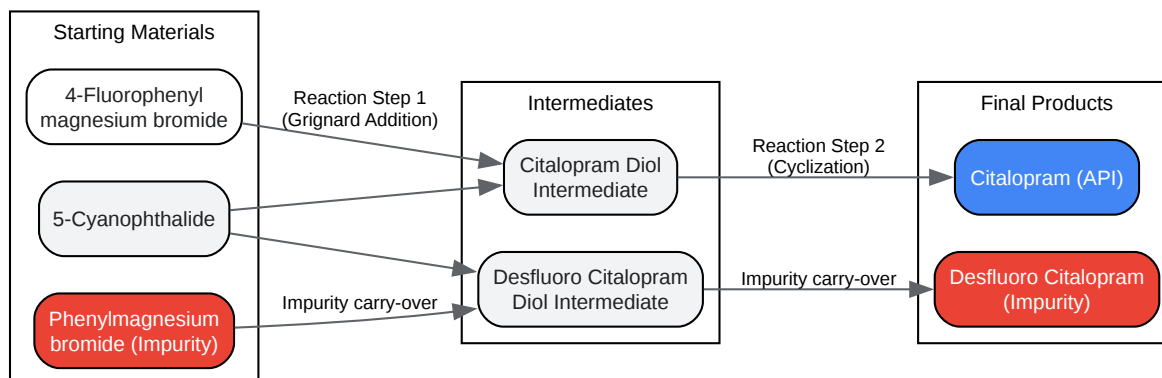 Starting Materials
4-Fluorophenyl
magnesium bromide
5-Cyanophthalide
Phenylmagnesium
bromide (Impurity)
Reaction Step 1
(Grignard Addition)
Impurity carry-over
Intermediates
Citalopram Diol
Intermediate
Desfluoro Citalopram
Diol Intermediate
Reaction Step 2
(Cyclization)
Impurity carry-over
Final Products
Citalopram (API)
Desfluoro Citalopram
(Impurity)